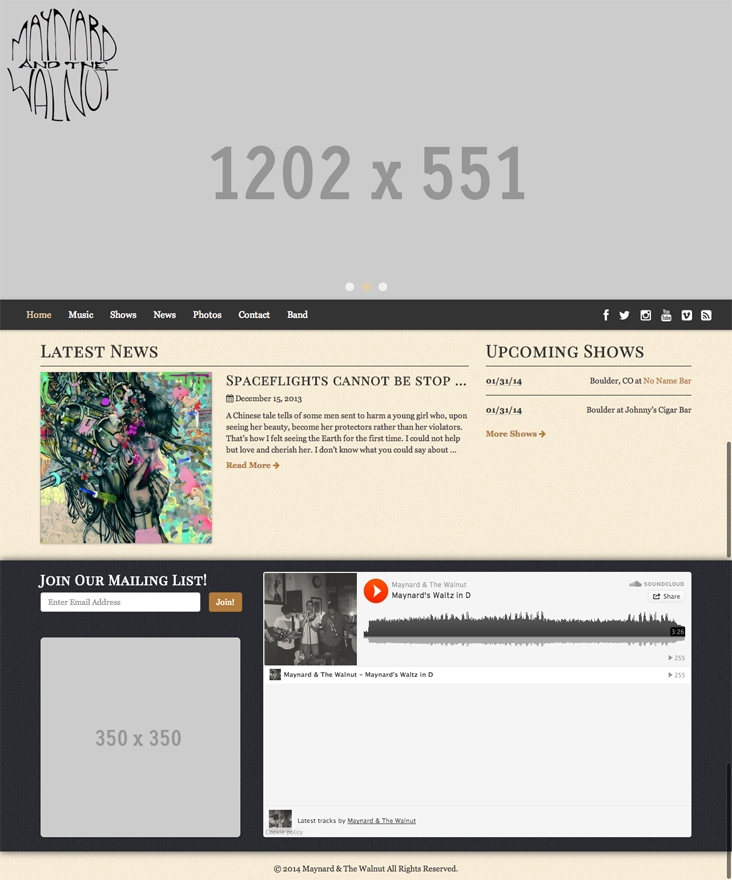 MAYNARD
AND THE
WALNUT
1202 x 551
Home Music Shows News Photos Contact Band
You Tube
Latest News
Spaceflights cannot be stop ...
December 15, 2013
A Chinese tale tells of some men sent to harm a young girl who, upon
seeing her beauty, become her protectors rather than her violators.
That's how I felt seeing the Earth for the first time. I could not help
but love and cherish her. I don't know what you could say about ...
Read More
Upcoming Shows
01/31/14 Boulder, CO at No Name Bar
01/31/14 Boulder at Johnny's Cigar Bar
More Shows
Join Our Mailing List!
Enter Email Address Join!
350 x 350
Maynard & The Walnut
Maynard's Waltz in D
SOUNDCLOUD
Share
3:26
255
Maynard & The Walnut – Maynard's Waltz in D 255
Latest tracks by Maynard & The Walnut
Cookie policy
© 2014 Maynard & The Walnut All Rights Reserved.